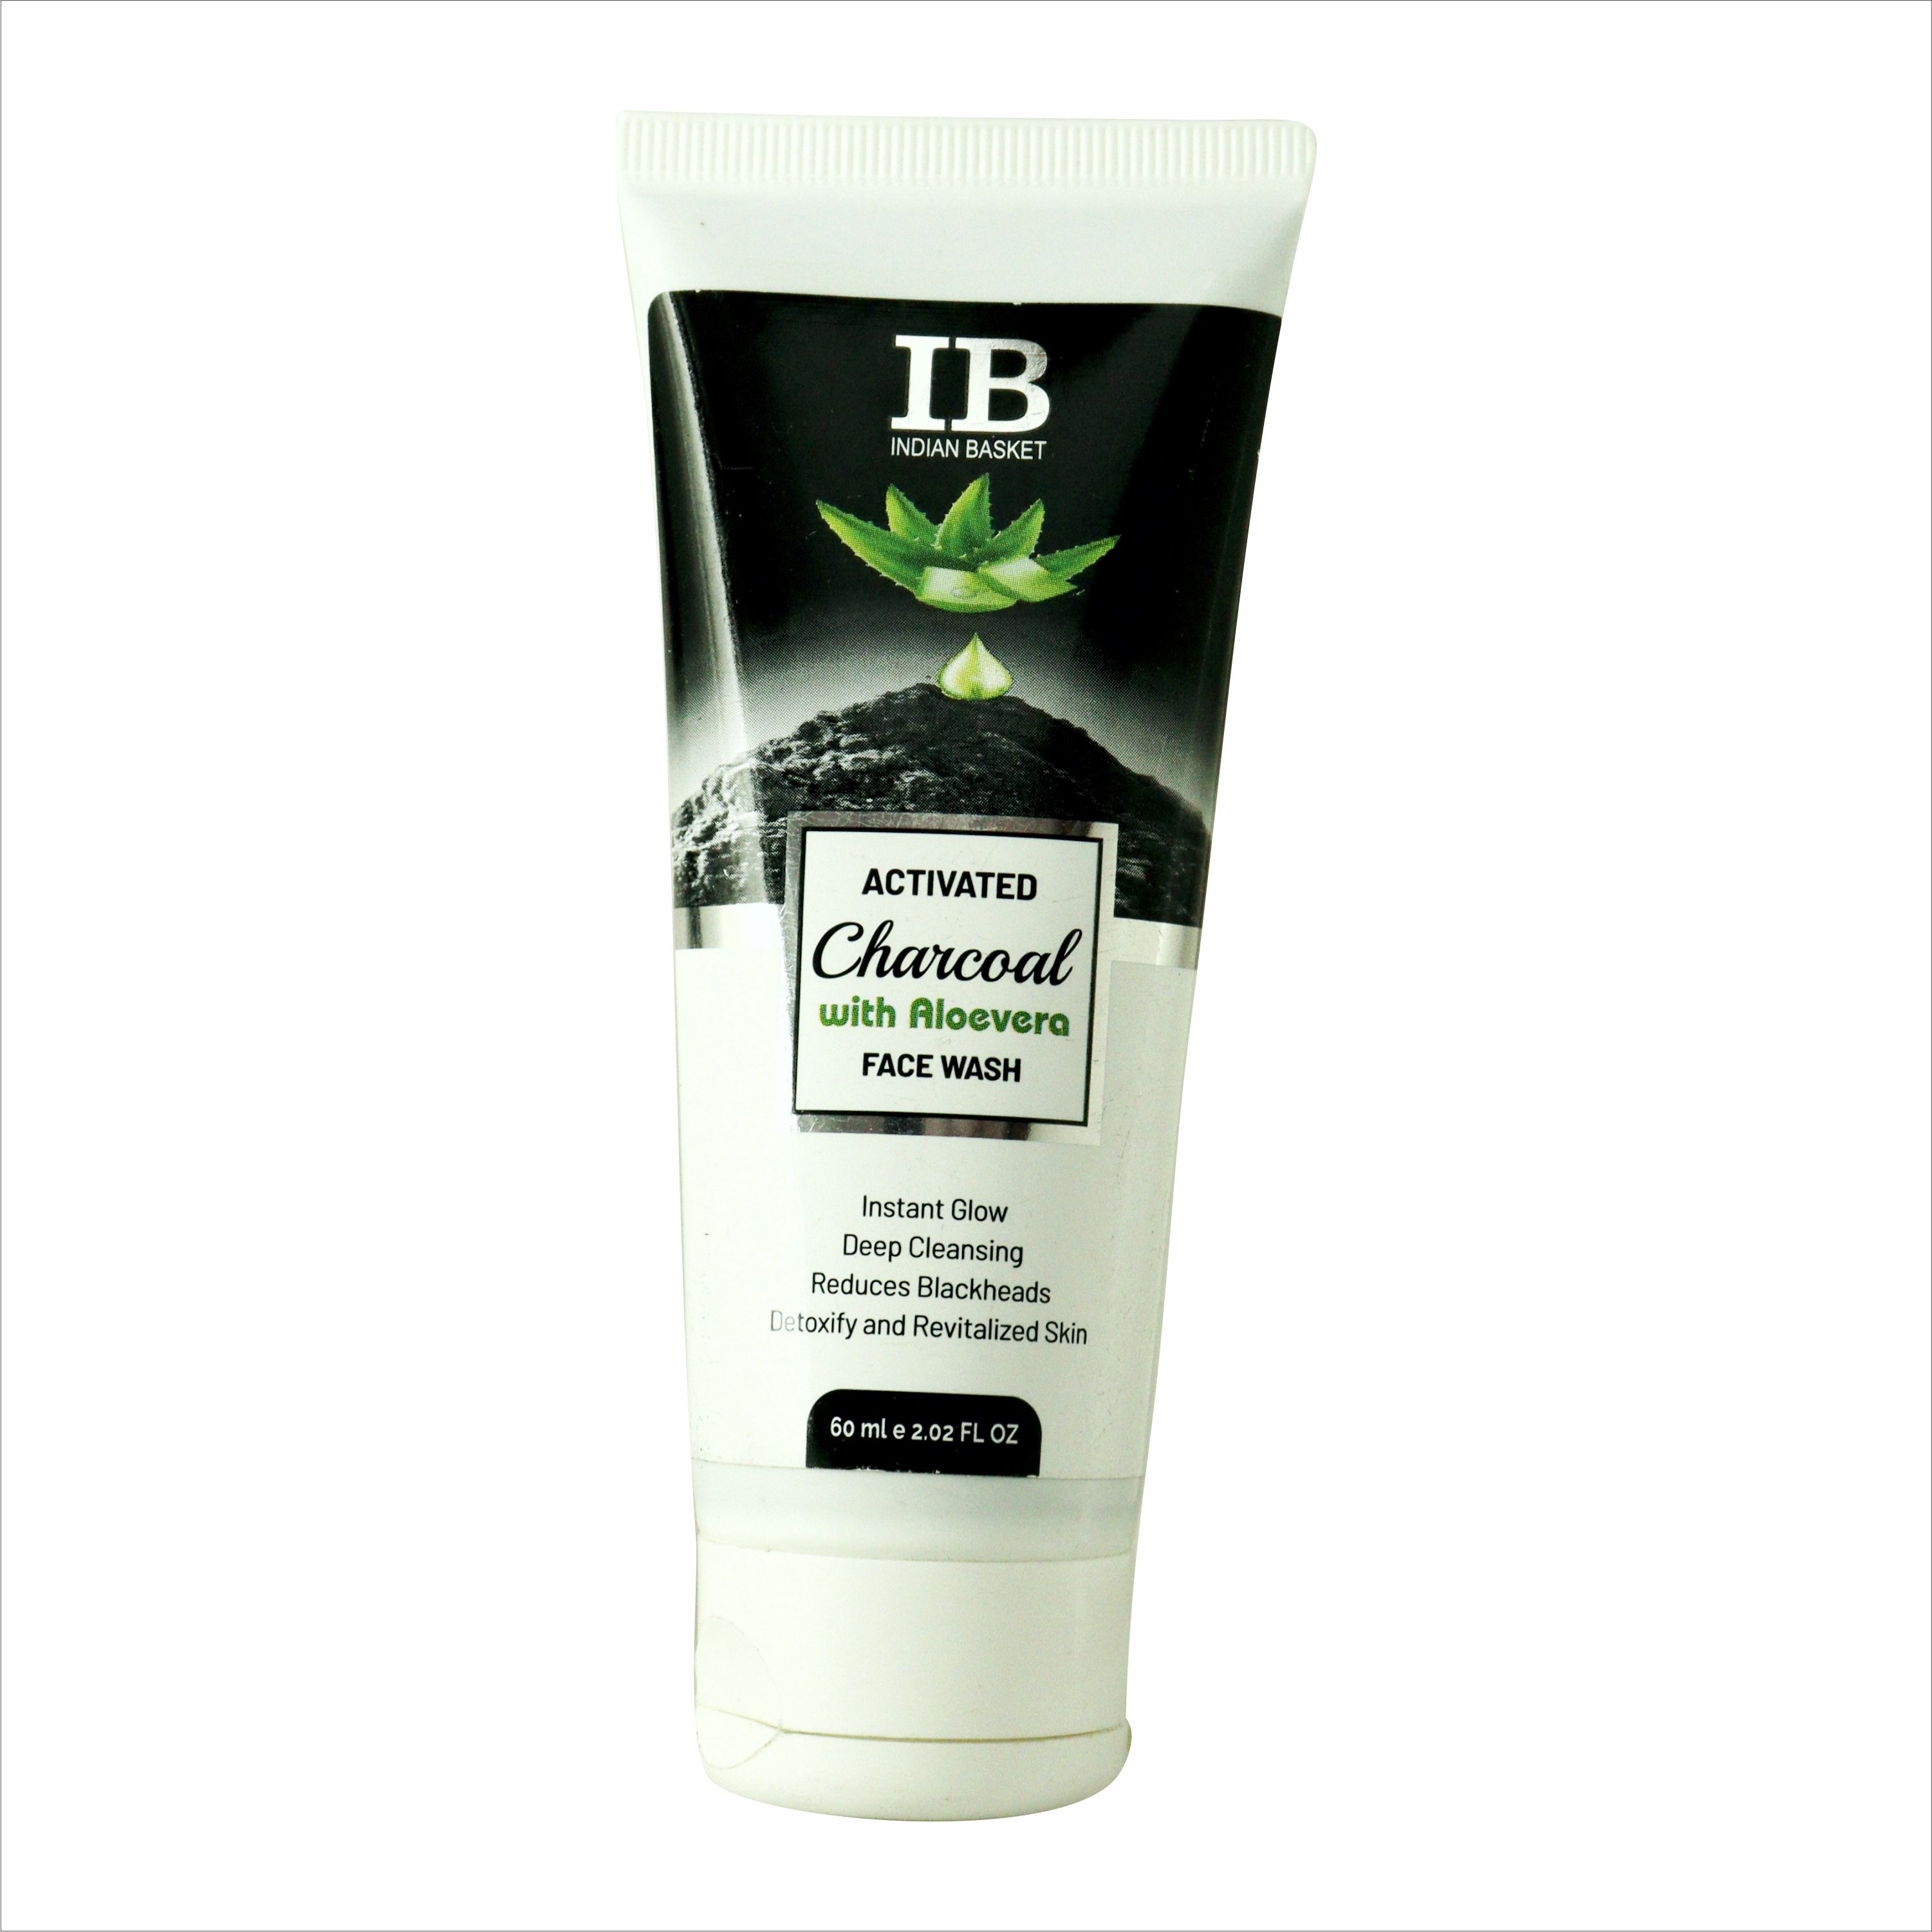 IB
INDIAN BASKET
ACTIVATED
Charcoal
with Aloevera
FACE WASH
Instant Glow
Deep Cleansing
Reduces Blackheads
Detoxify and Revitalized Skin
60 ml e 2.02 FL OZ